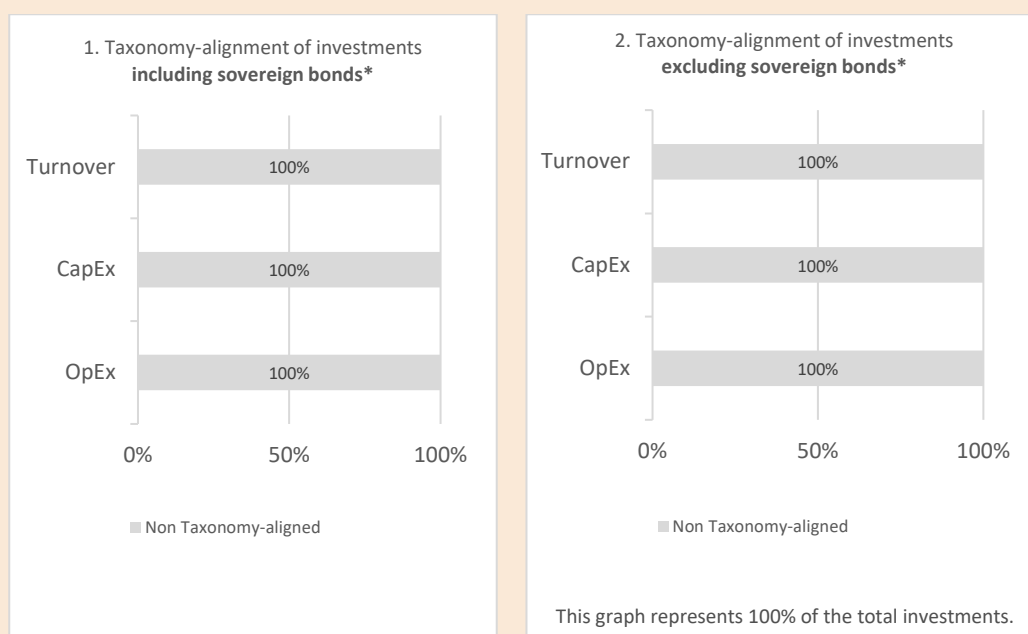 1. Taxonomy-alignment of investments
including sovereign bonds*
Turnover
100%
CapEx
100%
OpEx
100%
0% 50% 100%
Non Taxonomy-aligned
2. Taxonomy-alignment of investments
excluding sovereign bonds*
Turnover
100%
CapEx
100%
OpEx
100%
0% 50% 100%
Non Taxonomy-aligned
This graph represents 100% of the total investments.